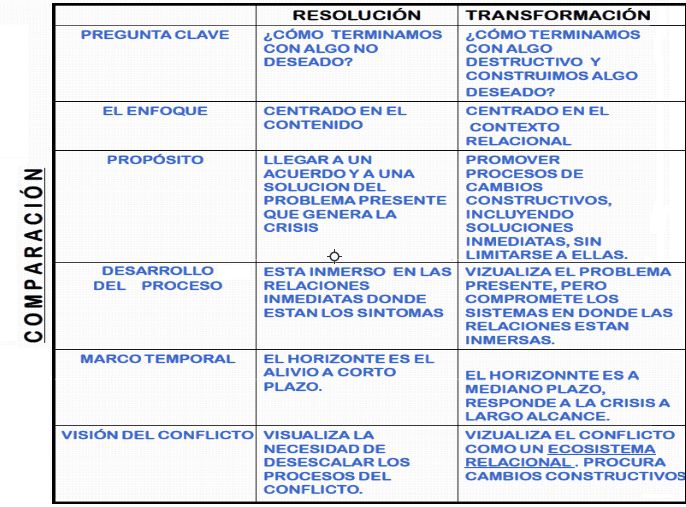 COMPARACIÓN
RESOLUCIÓN
TRANSFORMACIÓN
PREGUNTA CLAVE
¿CÓMO TERMINAMOS
CON ALGO NO
DESEADO?
¿CÓMO TERMINAMOS
CON ALGO
DESTRUCTIVO Y
CONSTRUIMOS ALGO
DESEADO?
EL ENFOQUE
CENTRADO EN EL
CONTENIDO
CENTRADO EN EL
CONTEXTO
RELACIONAL
PROPÓSITO
LLEGAR A UN
ACUERDO Y A UNA
SOLUCION DEL
PROBLEMA PRESENTE
QUE GENERA LA
CRISIS
PROMOVER
PROCESOS DE
CAMBIOS
CONSTRUCTIVOS,
INCLUYENDO
SOLUCIONES
INMEDIATAS, SIN
LIMITARSE A ELLAS.
DESARROLLO
DEL PROCESO
ESTA INMERSO EN LAS
RELACIONES
INMEDIATAS DONDE
ESTAN LOS SINTOMAS
VIZUALIZA EL PROBLEMA
PRESENTE, PERO
COMPROMETE LOS
SISTEMAS EN DONDE LAS
RELACIONES ESTAN
INMERSAS.
MARCO TEMPORAL
EL HORIZONTE ES EL
ALIVIO A CORTO
PLAZO.
EL HORIZONNTE ES A
MEDIANO PLAZO,
RESPONDE A LA CRISIS A
LARGO ALCANCE.
VISIÓN DEL CONFLICTO
VISUALIZA LA
NECESIDAD DE
DESESCALAR LOS
PROCESOS DEL
CONFLICTO.
VIZUALIZA EL CONFLICTO
COMO UN ECOSISTEMA
RELACIONAL . PROCURA
CAMBIOS CONSTRUCTIVOS